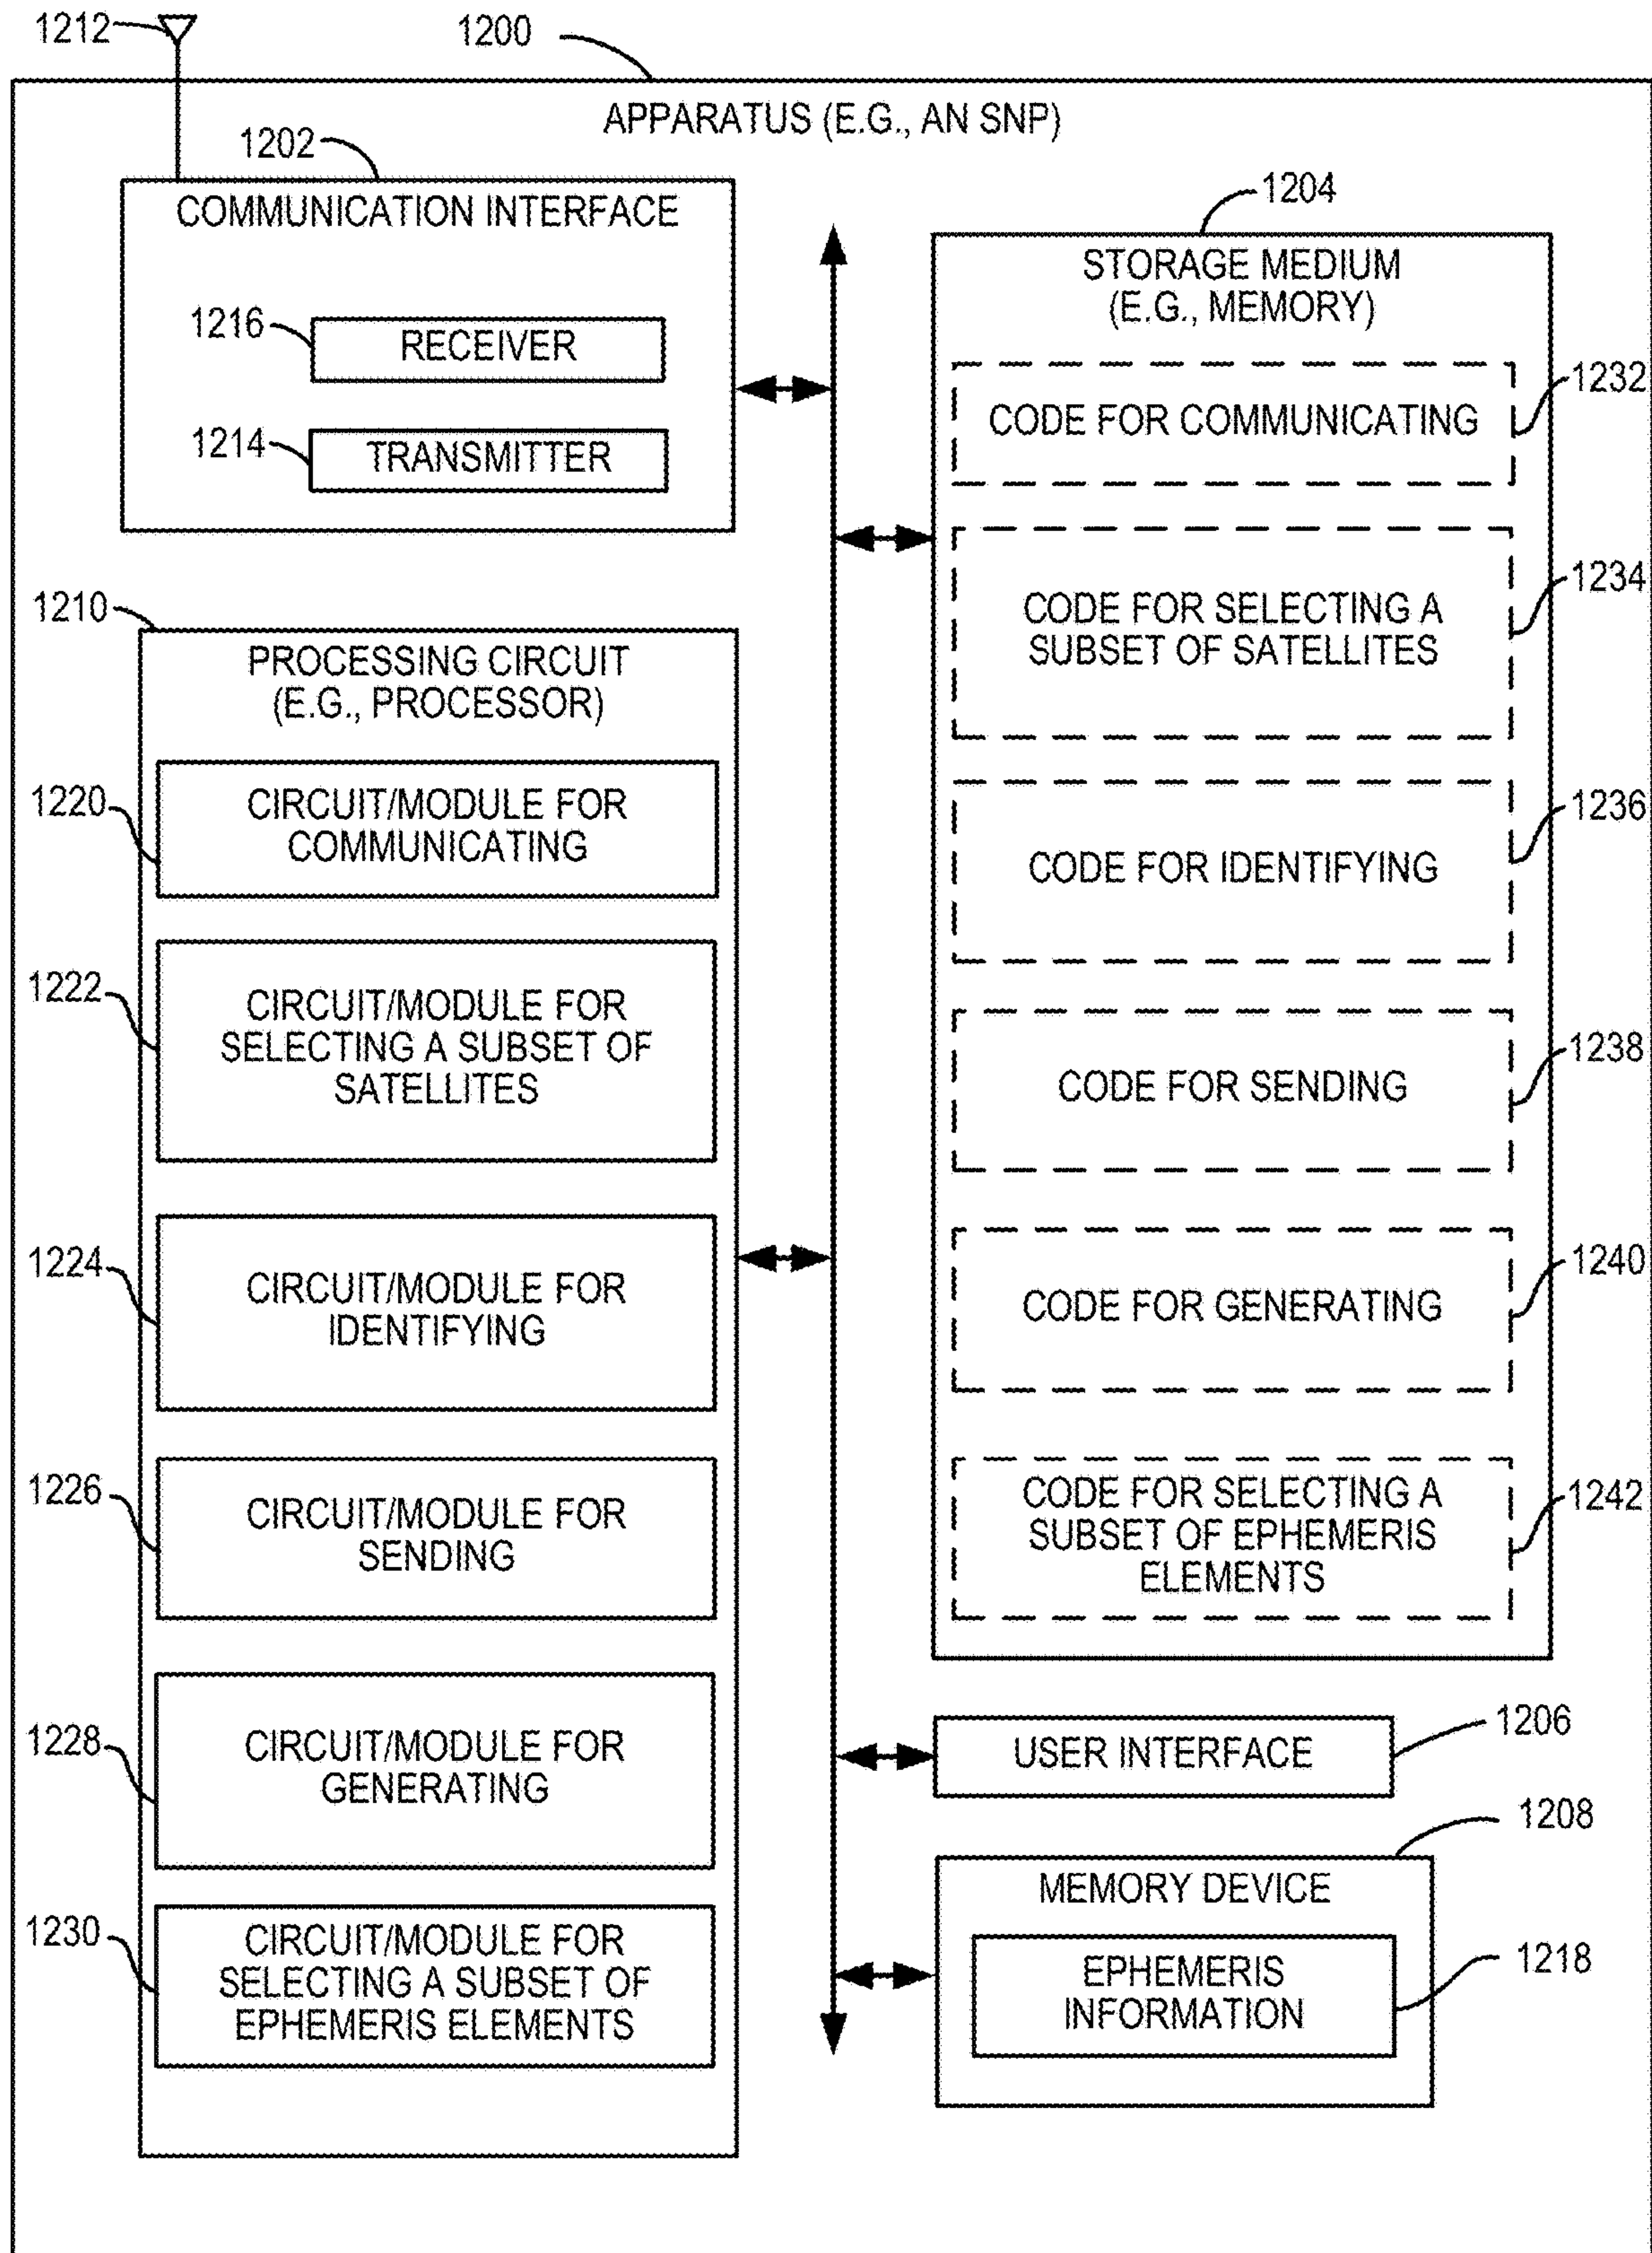 1212
1200
APPARATUS (E.G., AN SNP)
1202
COMMUNICATION INTERFACE
1216
RECEIVER
1214
TRANSMITTER
1204
STORAGE MEDIUM
(E.G., MEMORY)
CODE FOR COMMUNICATING
1232
CODE FOR SELECTING A
SUBSET OF SATELLITES
1234
CODE FOR IDENTIFYING
1236
CODE FOR SENDING
1238
CODE FOR GENERATING
1240
CODE FOR SELECTING A
SUBSET OF EPHEMERIS
ELEMENTS
1242
1210
PROCESSING CIRCUIT
(E.G., PROCESSOR)
1220
CIRCUIT/MODULE FOR
COMMUNICATING
1222
CIRCUIT/MODULE FOR
SELECTING A SUBSET OF
SATELLITES
1224
CIRCUIT/MODULE FOR
IDENTIFYING
1226
CIRCUIT/MODULE FOR
SENDING
1228
CIRCUIT/MODULE FOR
GENERATING
1230
CIRCUIT/MODULE FOR
SELECTING A SUBSET OF
EPHEMERIS ELEMENTS
USER INTERFACE
1206
1208
MEMORY DEVICE
EPHEMERIS
INFORMATION
1218